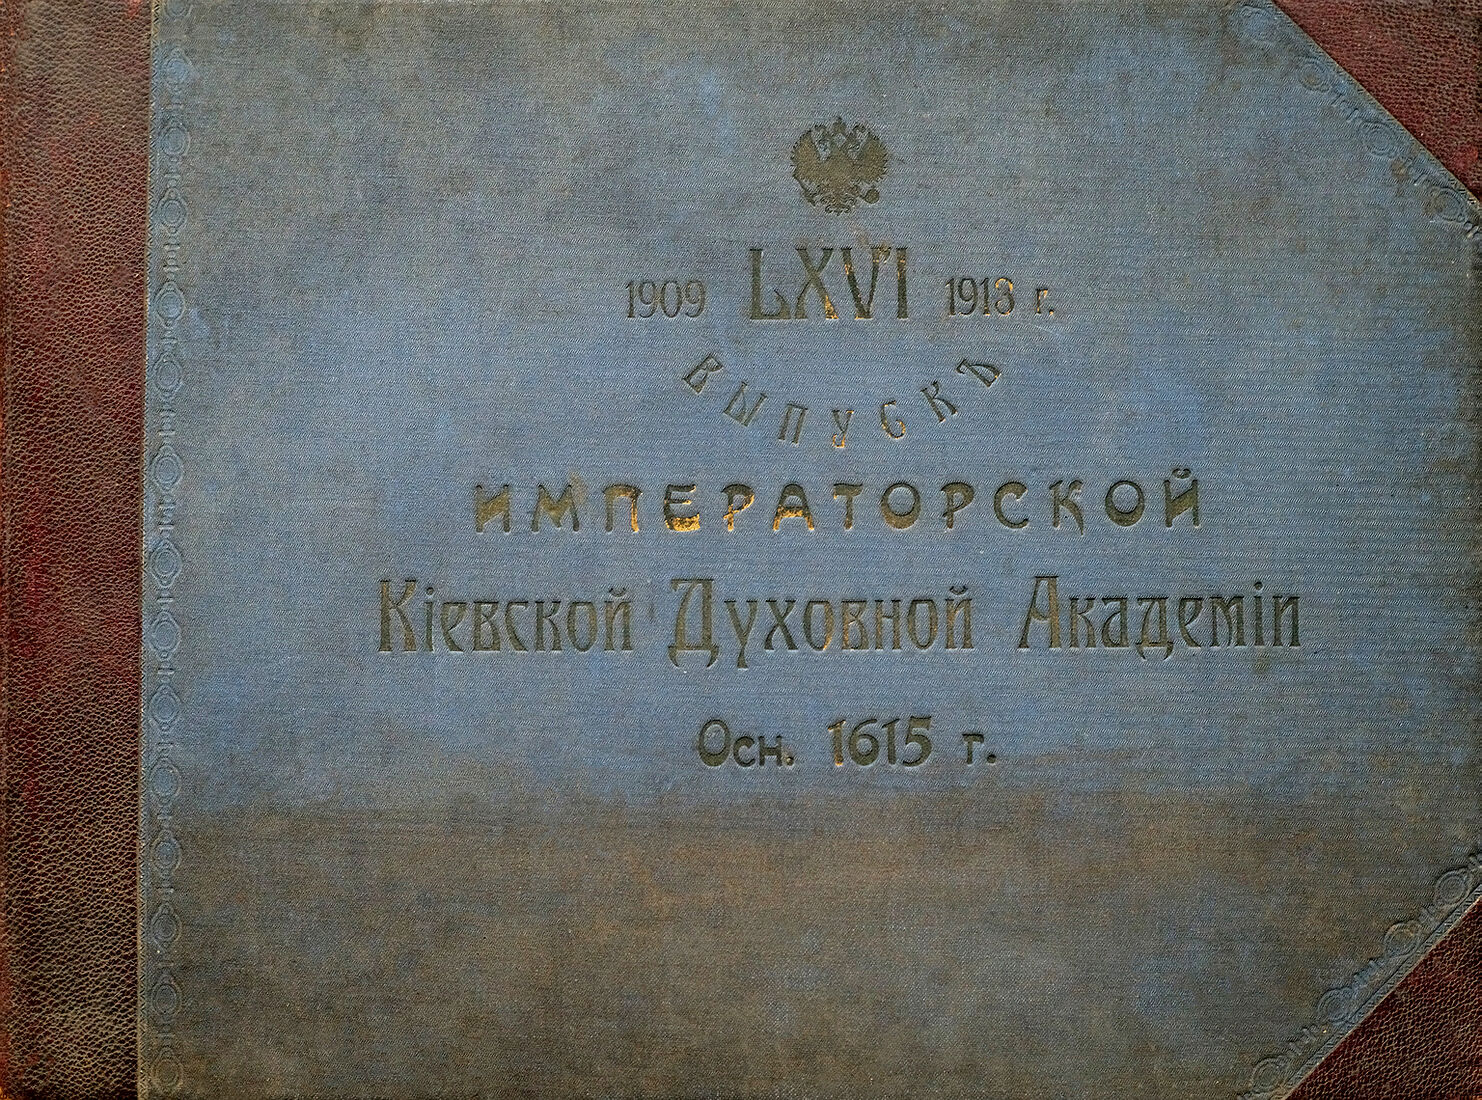 1909 LXVI 1913 г.
Выпускъ
ИМПЕРАТОРСКОЙ
Кіевской Духовной Академіи
Осн. 1615 г.